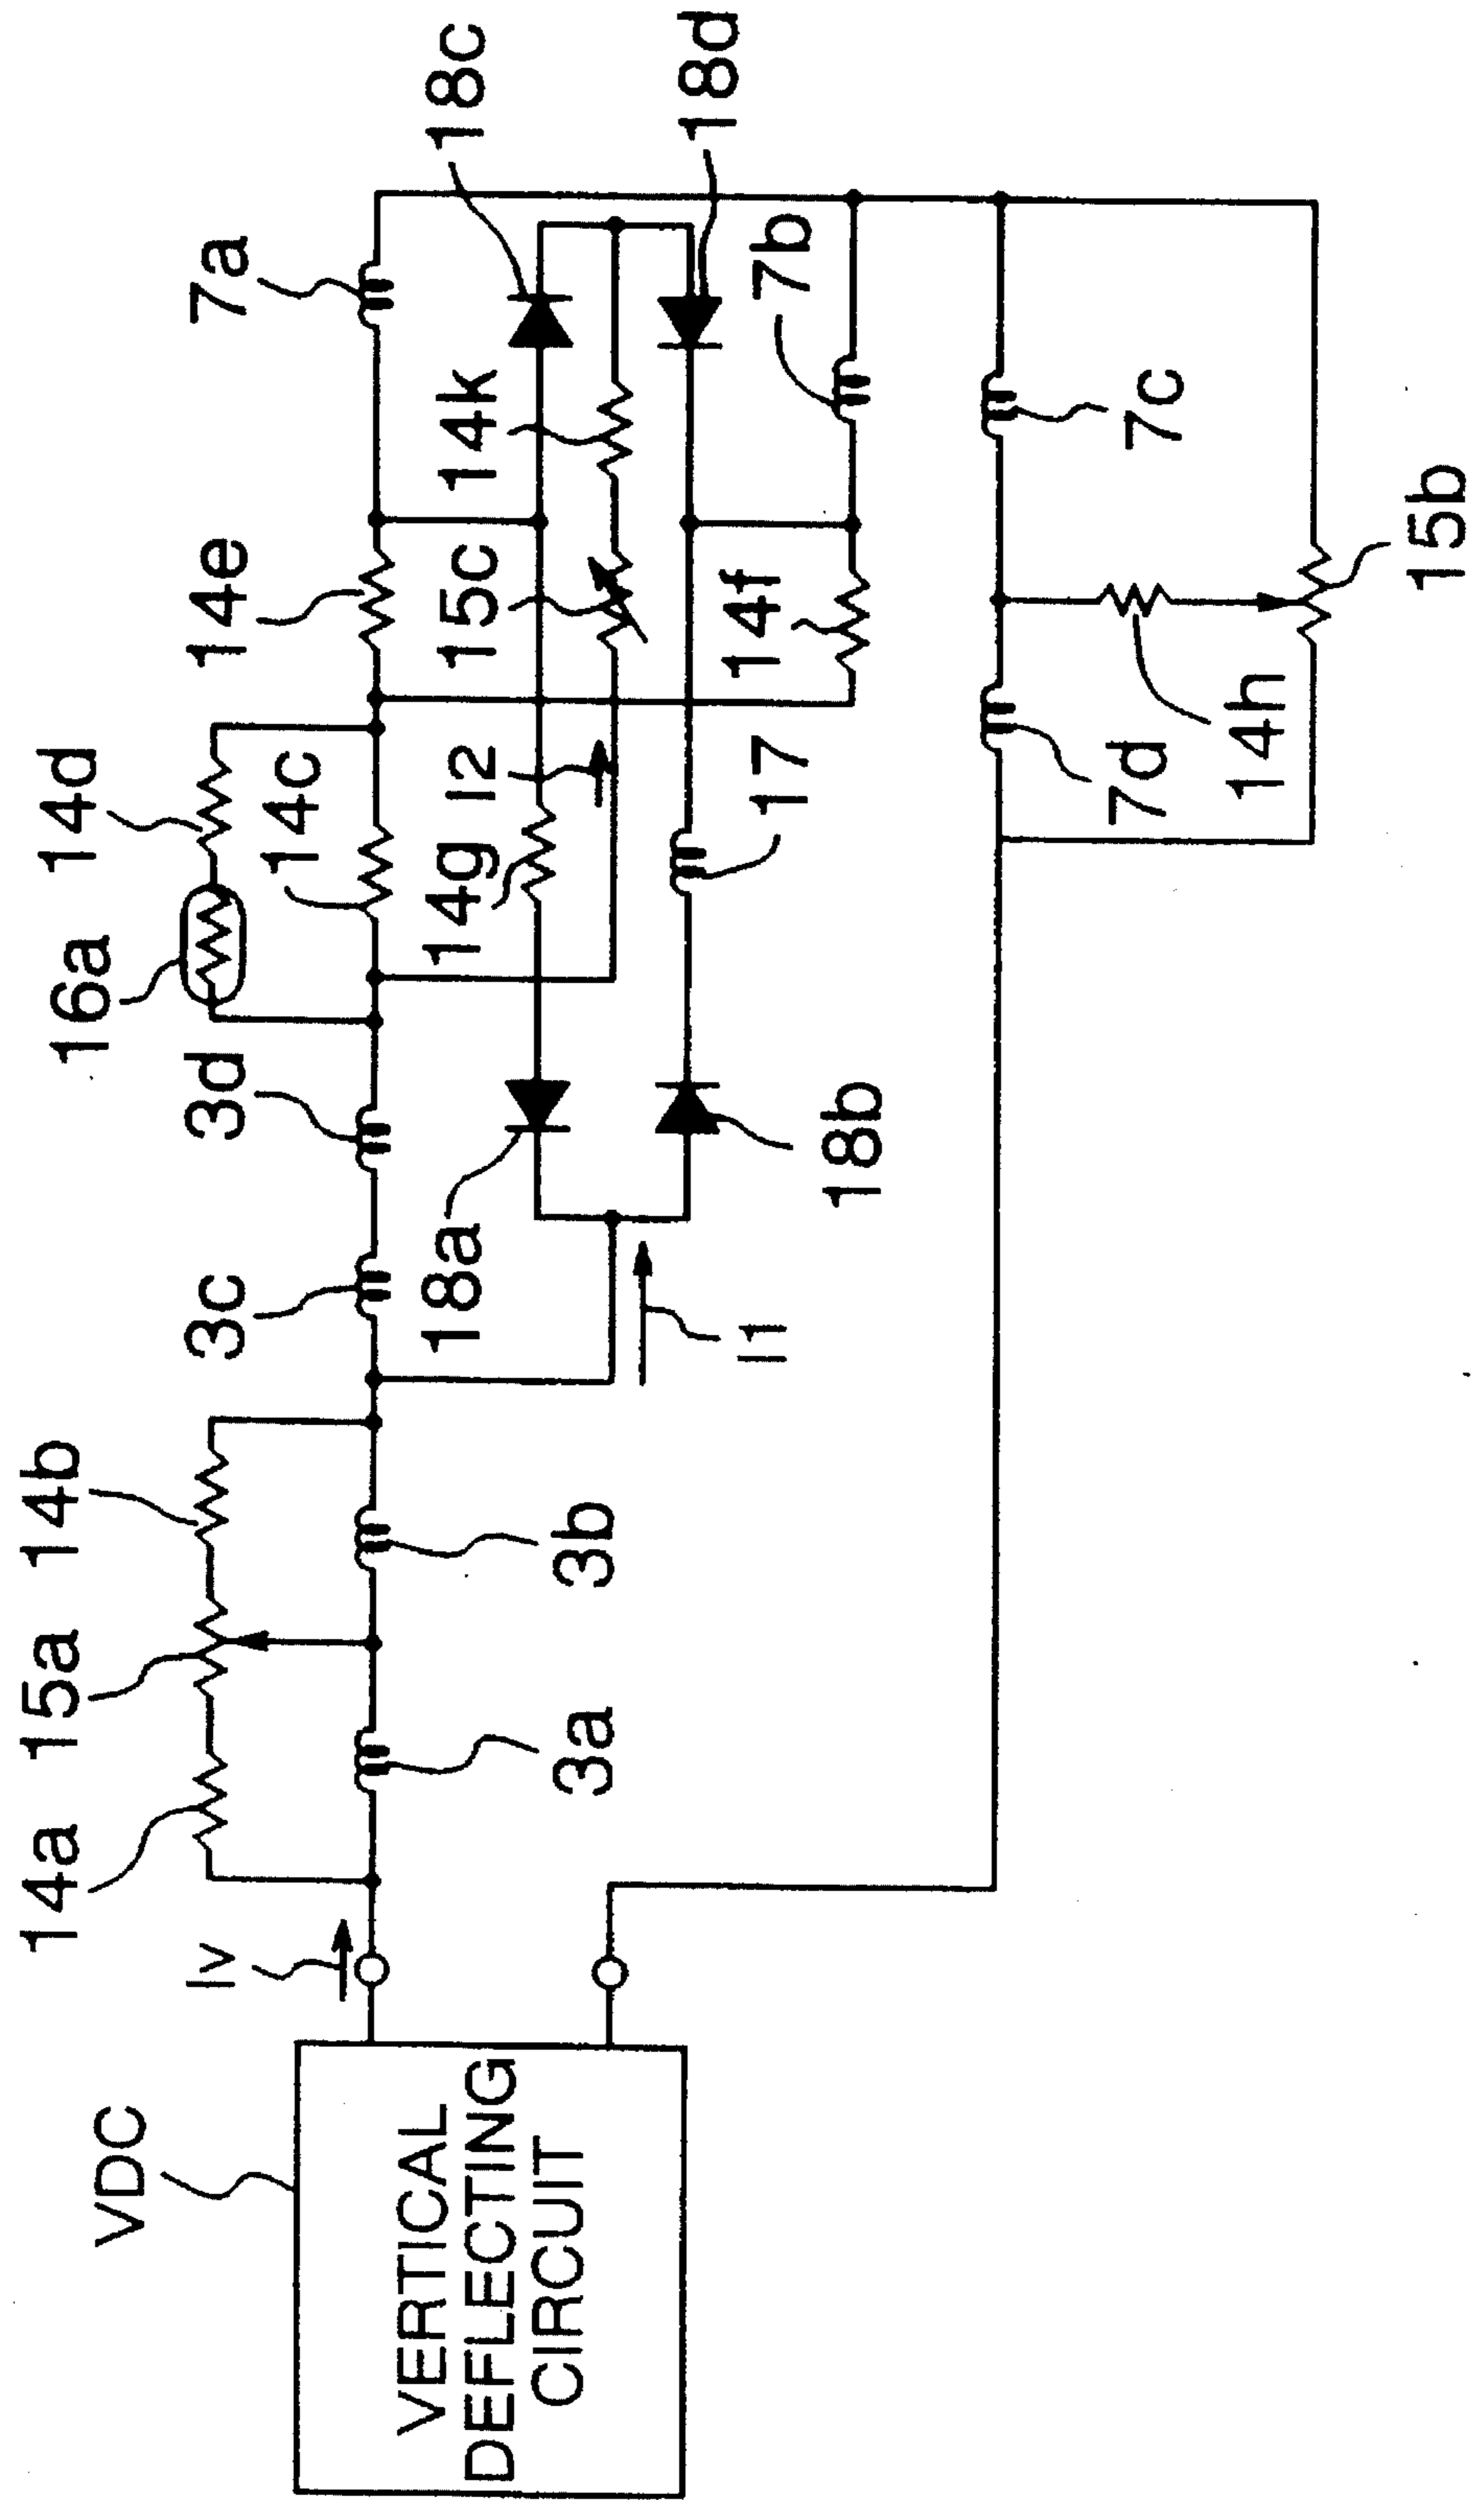 VDC
VERTICAL
DEFLECTING
CIRCUIT
Iv
14a
15a
14b
3a
3b
3c
3d
16a
14d
14c
14e
7a
18a
14g
I2
15c
14k
18c
I1
18b
17
14f
7b
18d
7d
14h
7c
15b